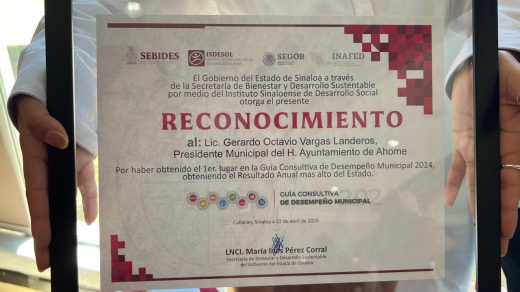 SEBIDES
ISDESOL
SEGOB
INAFED
El Gobierno del Estado de Sinaloa a través
de la Secretaría de Bienestar y Desarrollo Sustentable
por medio del Instituto Sinaloense de Desarrollo Social
otorga el presente
RECONOCIMIENTO
al: Lic. Gerardo Octavio Vargas Landeros,
Presidente Municipal del H. Ayuntamiento de Ahome
Por haber obtenido el 1er. lugar en la Guía Consultiva de Desempeño Municipal 2024,
obteniendo el Resultado Anual más alto del Estado.
GUÍA CONSULTIVA
DE DESEMPEÑO MUNICIPAL
Culiacán, Sinaloa a 22 de abril de 2025
LNCI. María Inés Pérez Corral
Secretaria de Bienestar y Desarrollo Sustentable
del Gobierno del Estado de Sinaloa